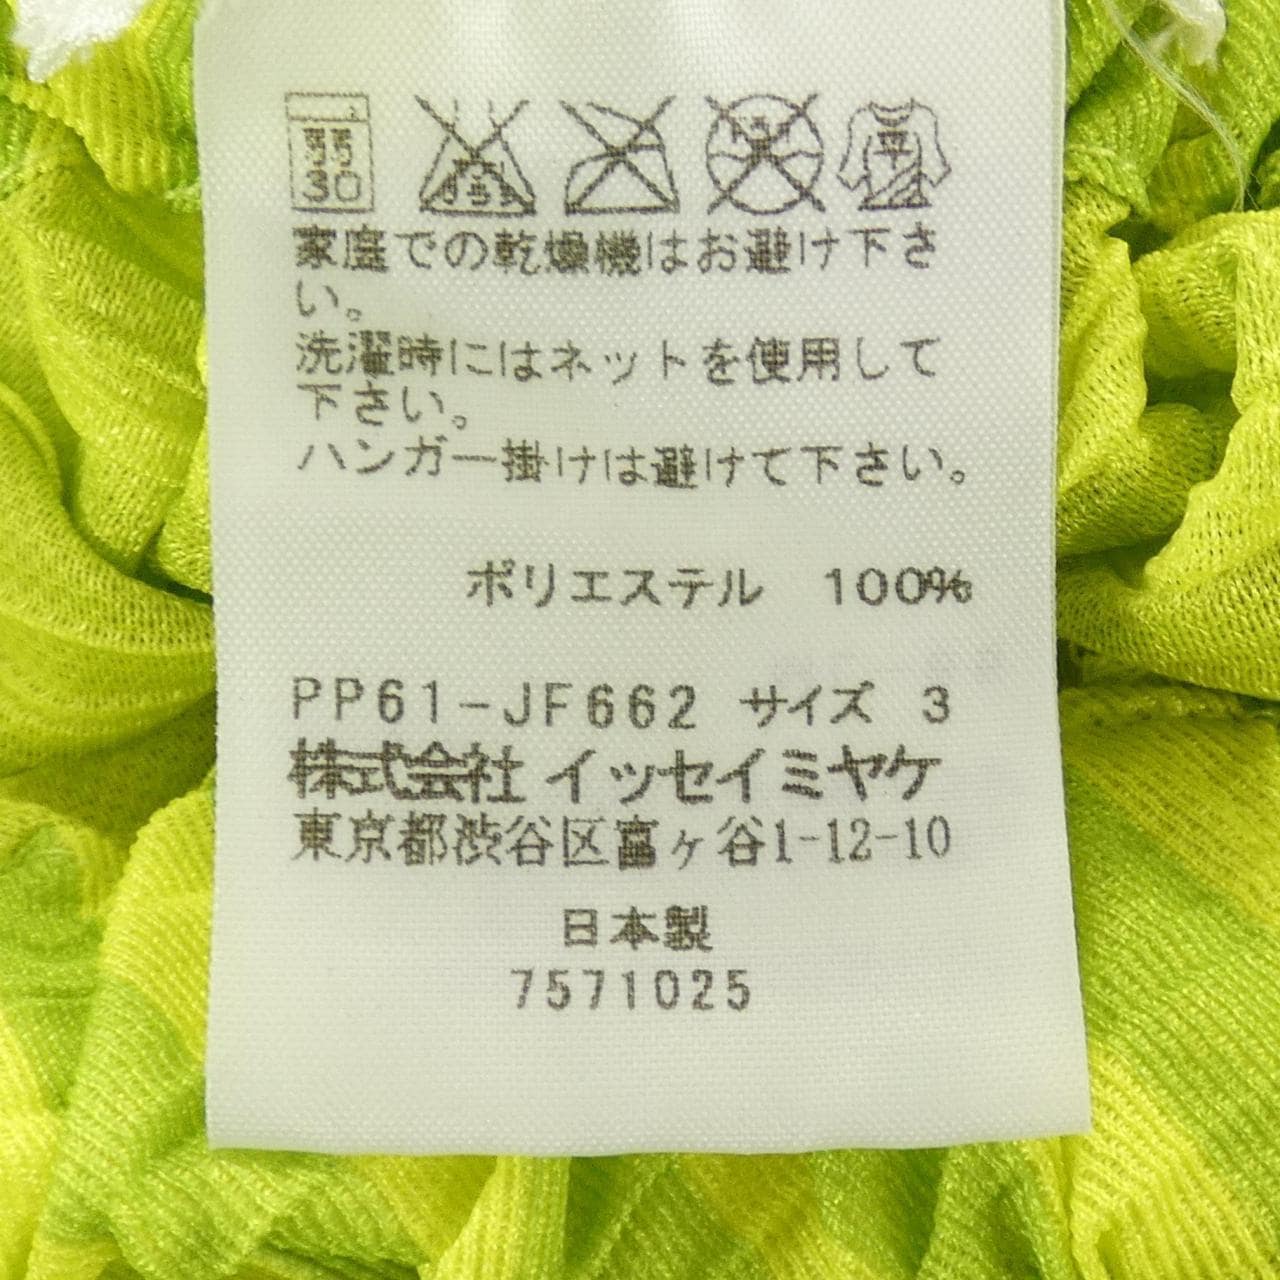 家庭での乾燥機はお避け下さ
い。
洗濯時にはネットを使用して
下さい。
ハンガー掛けは避けて下さい。
ポリエステル 100%
PP61-JF662 サイズ 3
株式会社 イッセイミヤケ
東京都渋谷区富ヶ谷1-12-10
日本製
7571025